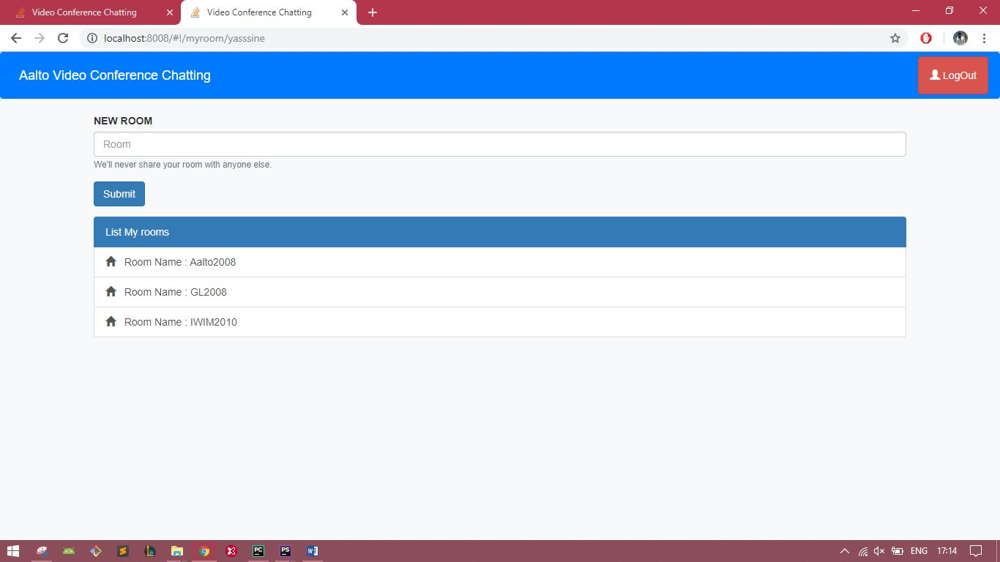 Video Conference Chatting
Video Conference Chatting
localhost:8008/#!/myroom/yasssine
Aalto Video Conference Chatting
LogOut
NEW ROOM
Room
We'll never share your room with anyone else.
Submit
List My rooms
Room Name : Aalto2008
Room Name : GL2008
Room Name : IWIM2010
PC
PS
W
ENG
17:14